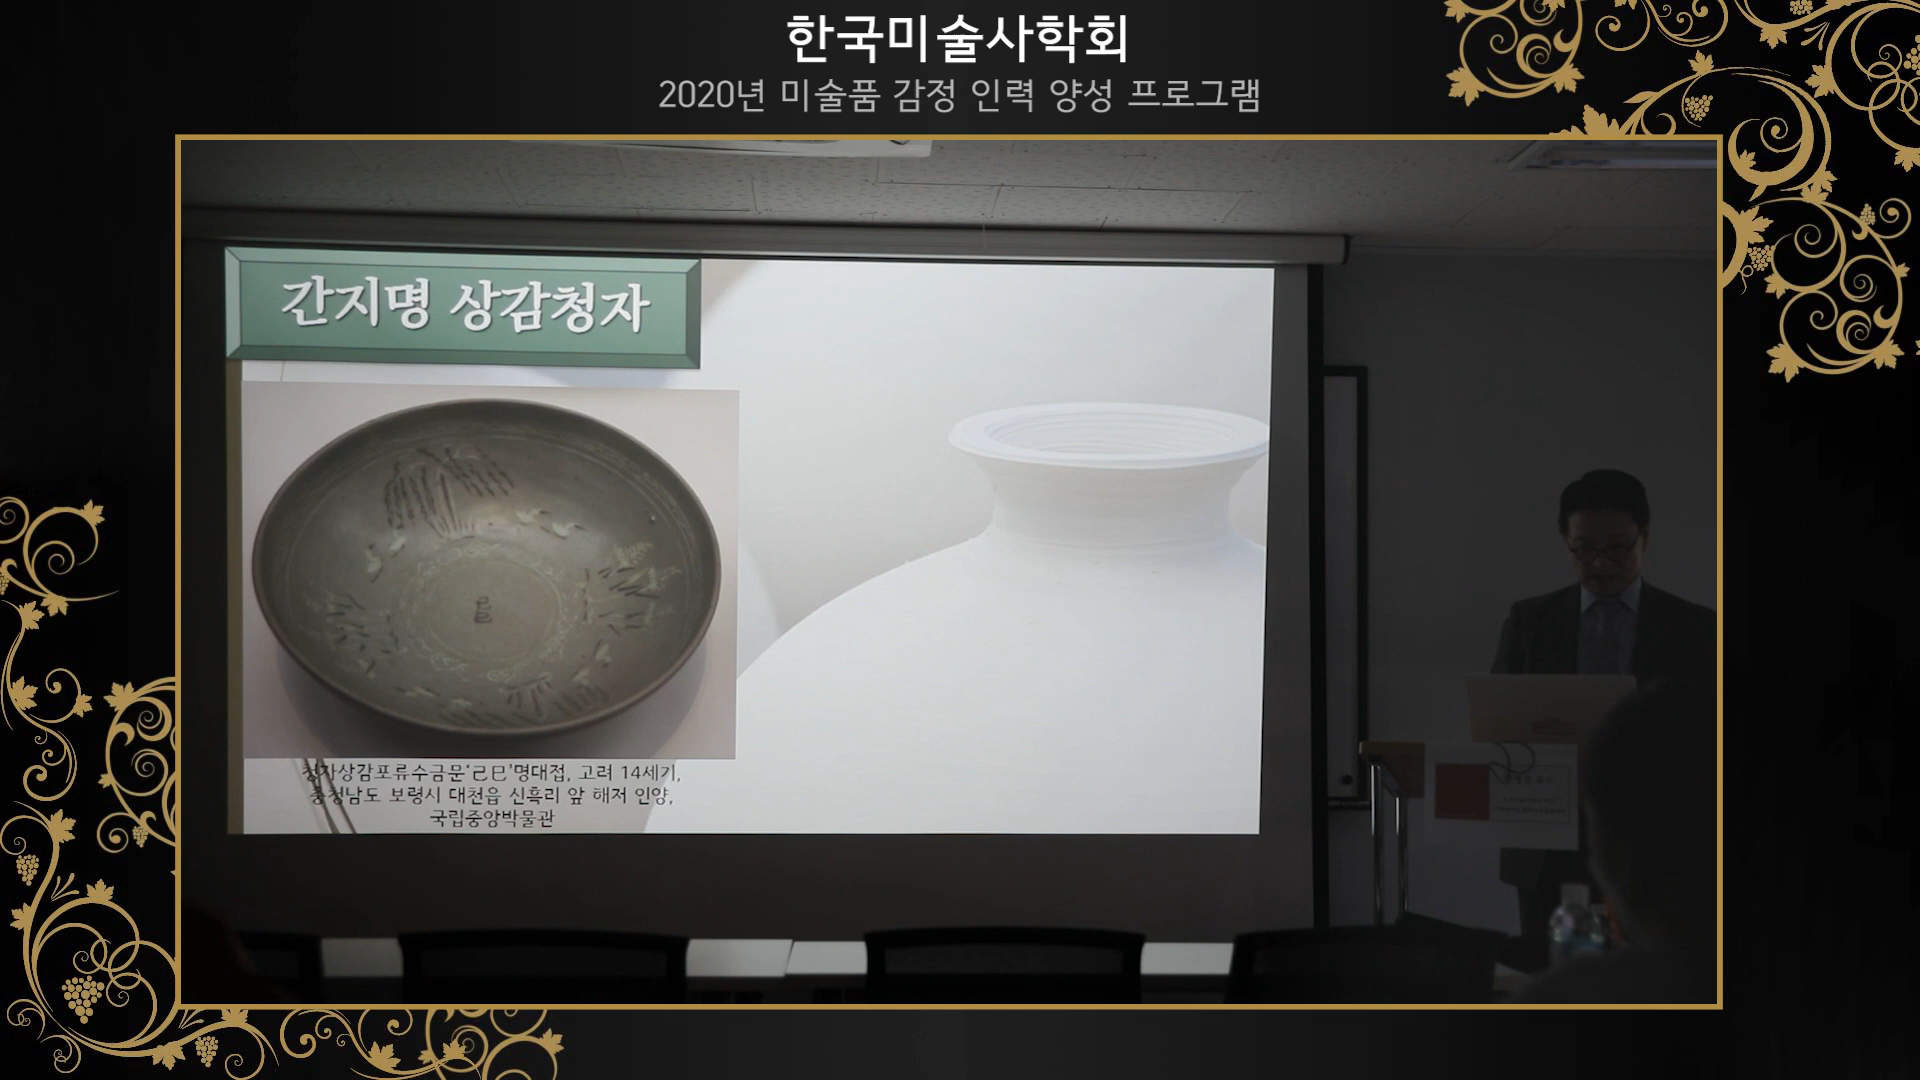 한국미술사학회
2020년 미술품 감정 인력 양성 프로그램
간지명 상감청자
己巳
청자상감포류수금문'己巳'명대접, 고려 14세기,
충청남도 보령시 대천읍 신흑리 앞 해저 인양,
국립중앙박물관